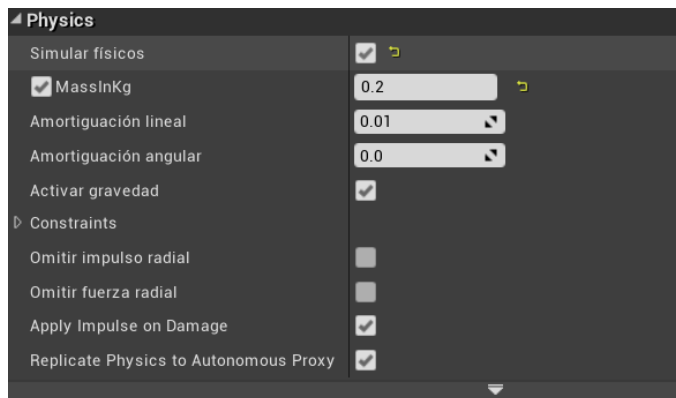 Physics
Simular físicos
MassInKg 0.2
Amortiguación lineal 0.01
Amortiguación angular 0.0
Activar gravedad
Constraints
Omitir impulso radial
Omitir fuerza radial
Apply Impulse on Damage
Replicate Physics to Autonomous Proxy